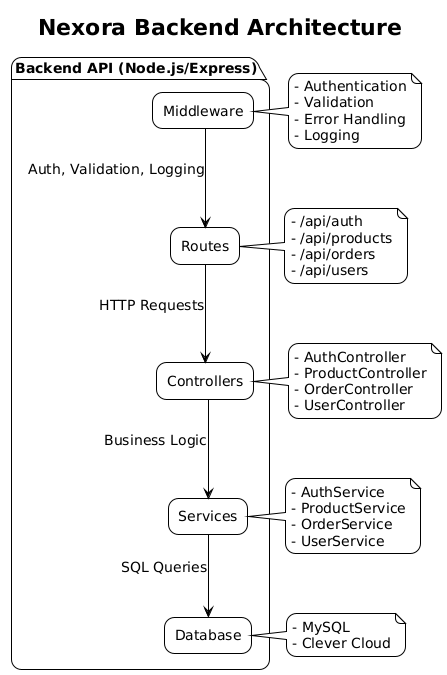 Nexora Backend Architecture
Backend API (Node.js/Express)
Middleware
- Authentication
- Validation
- Error Handling
- Logging
Auth, Validation, Logging
Routes
- /api/auth
- /api/products
- /api/orders
- /api/users
HTTP Requests
Controllers
- AuthController
- ProductController
- OrderController
- UserController
Business Logic
Services
- AuthService
- ProductService
- OrderService
- UserService
SQL Queries
Database
- MySQL
- Clever Cloud